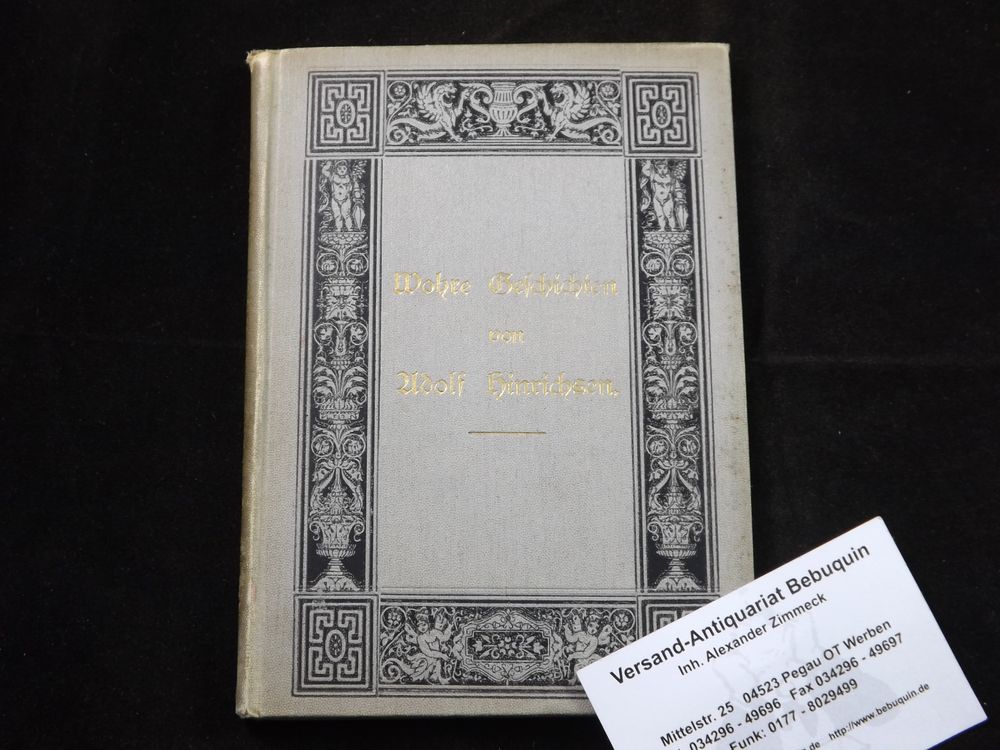 Wahre Geschichten
von
Adolf Hinrichsen.
Versand-Antiquariat Bebuquin
Inh. Alexander Zimmeck
Mittelstr. 25 04523 Pegau OT Werben
034296 - 49696 Fax 034296 - 49697
Funk: 0177 - 8029499
http://www.bebuquin.de